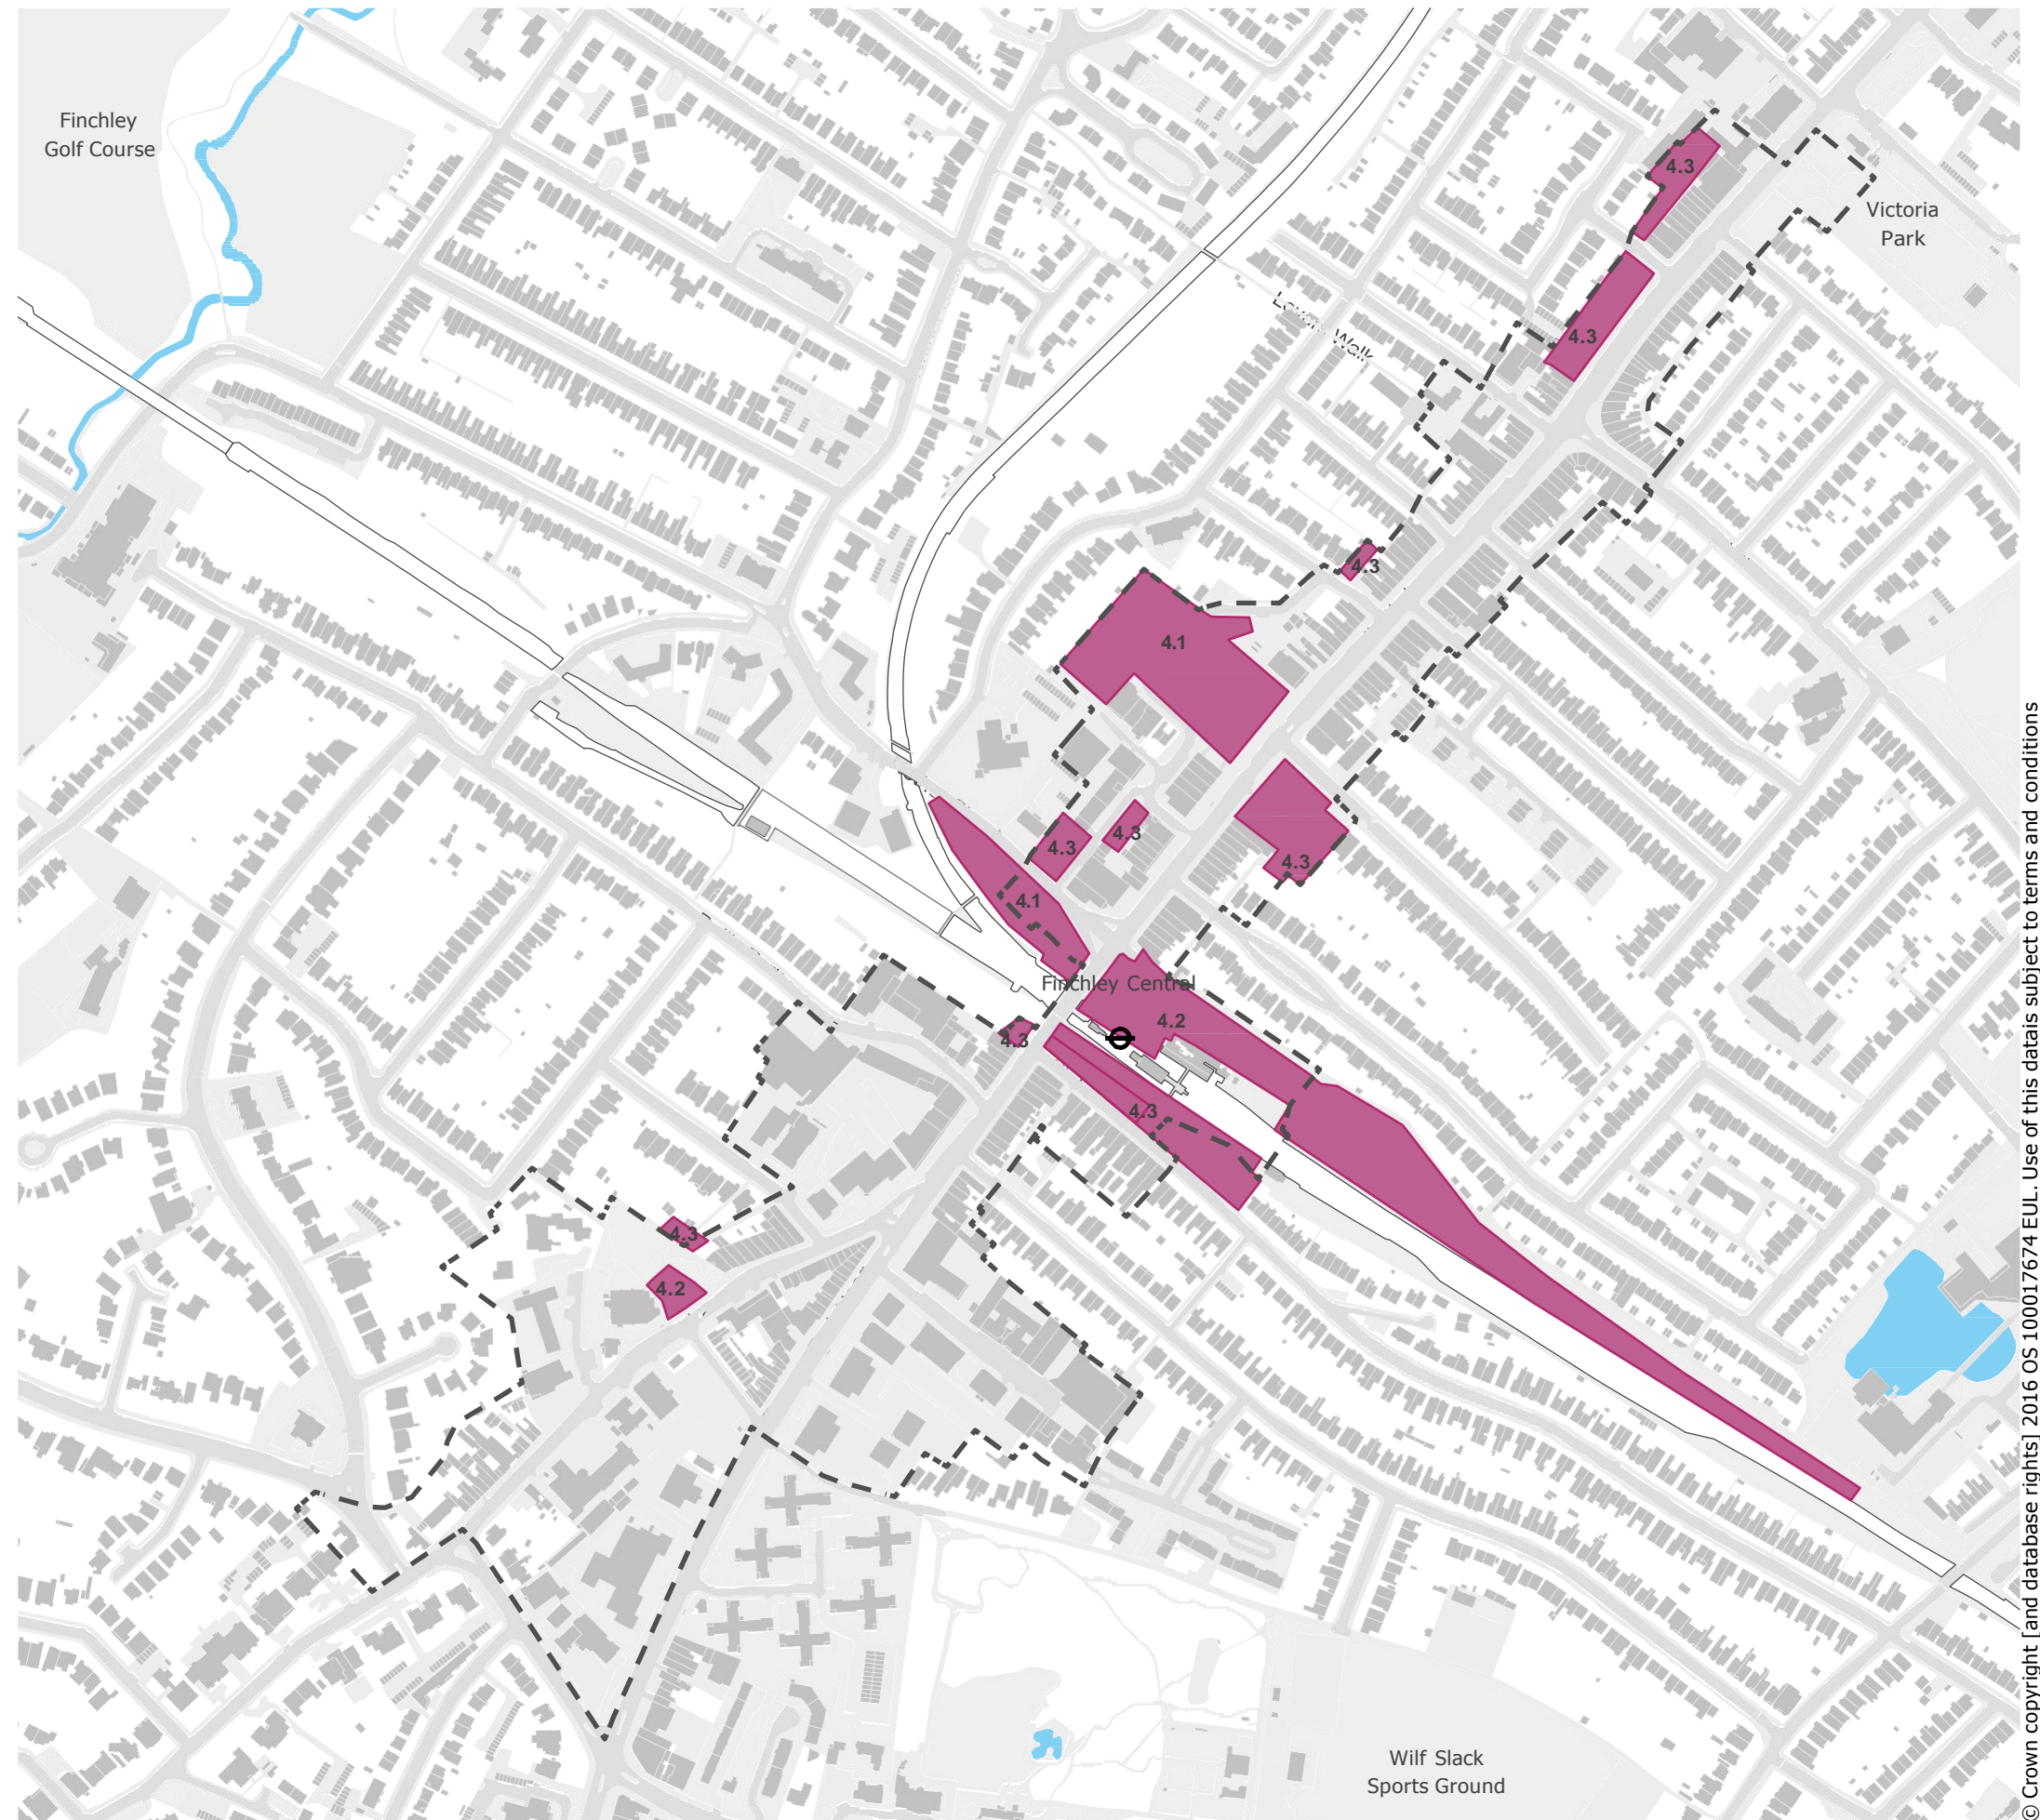 Finchley
Golf Course
4.3
Victoria
Park
Walk
4.3
4.3
4.1
4.3
4.3
4.3
4.1
Finchley Central
4.2
4.3
4.3
4.3
4.2
Wilf Slack
Sports Ground
© Crown copyright [and database rights] 2016 OS 100017674 EUL. Use of this datais subject to terms and conditions